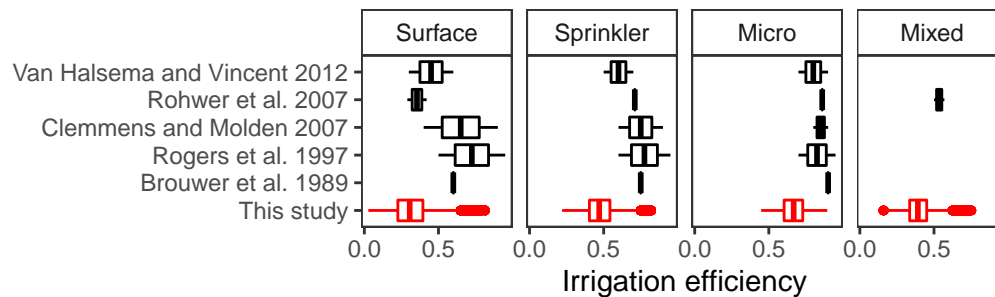 Surface Sprinkler Micro Mixed
Van Halsema and Vincent 2012
Rohwer et al. 2007
Clemmens and Molden 2007
Rogers et al. 1997
Brouwer et al. 1989
This study
0.0 0.5 0.0 0.5 0.0 0.5 0.0 0.5
Irrigation efficiency